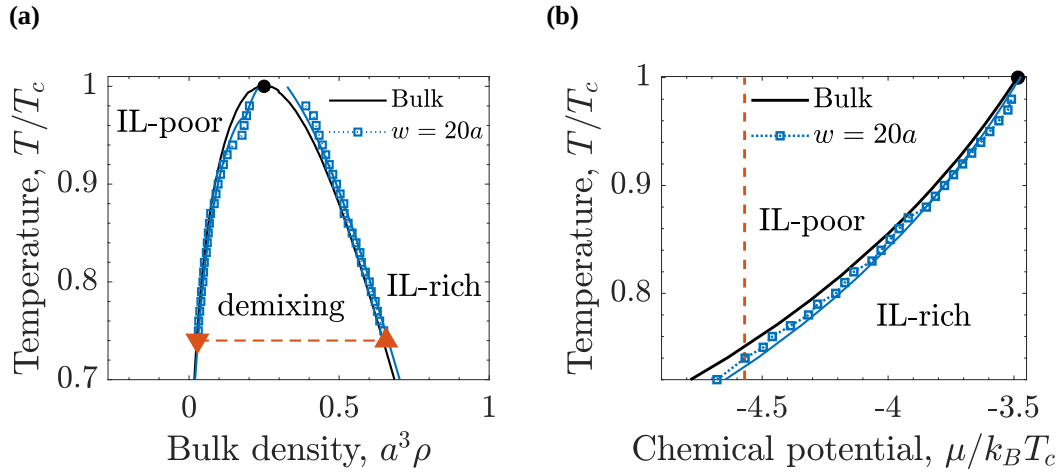 (a)
Temperature, T/T_c
1
0.9
0.8
0.7
IL-poor
Bulk
w = 20a
IL-rich
demixing
0
0.5
1
Bulk density, a³ρ
(b)
Temperature, T/T_c
1
0.9
0.8
Bulk
w = 20a
IL-poor
IL-rich
-4.5
-4
-3.5
Chemical potential, μ/k_BT_c